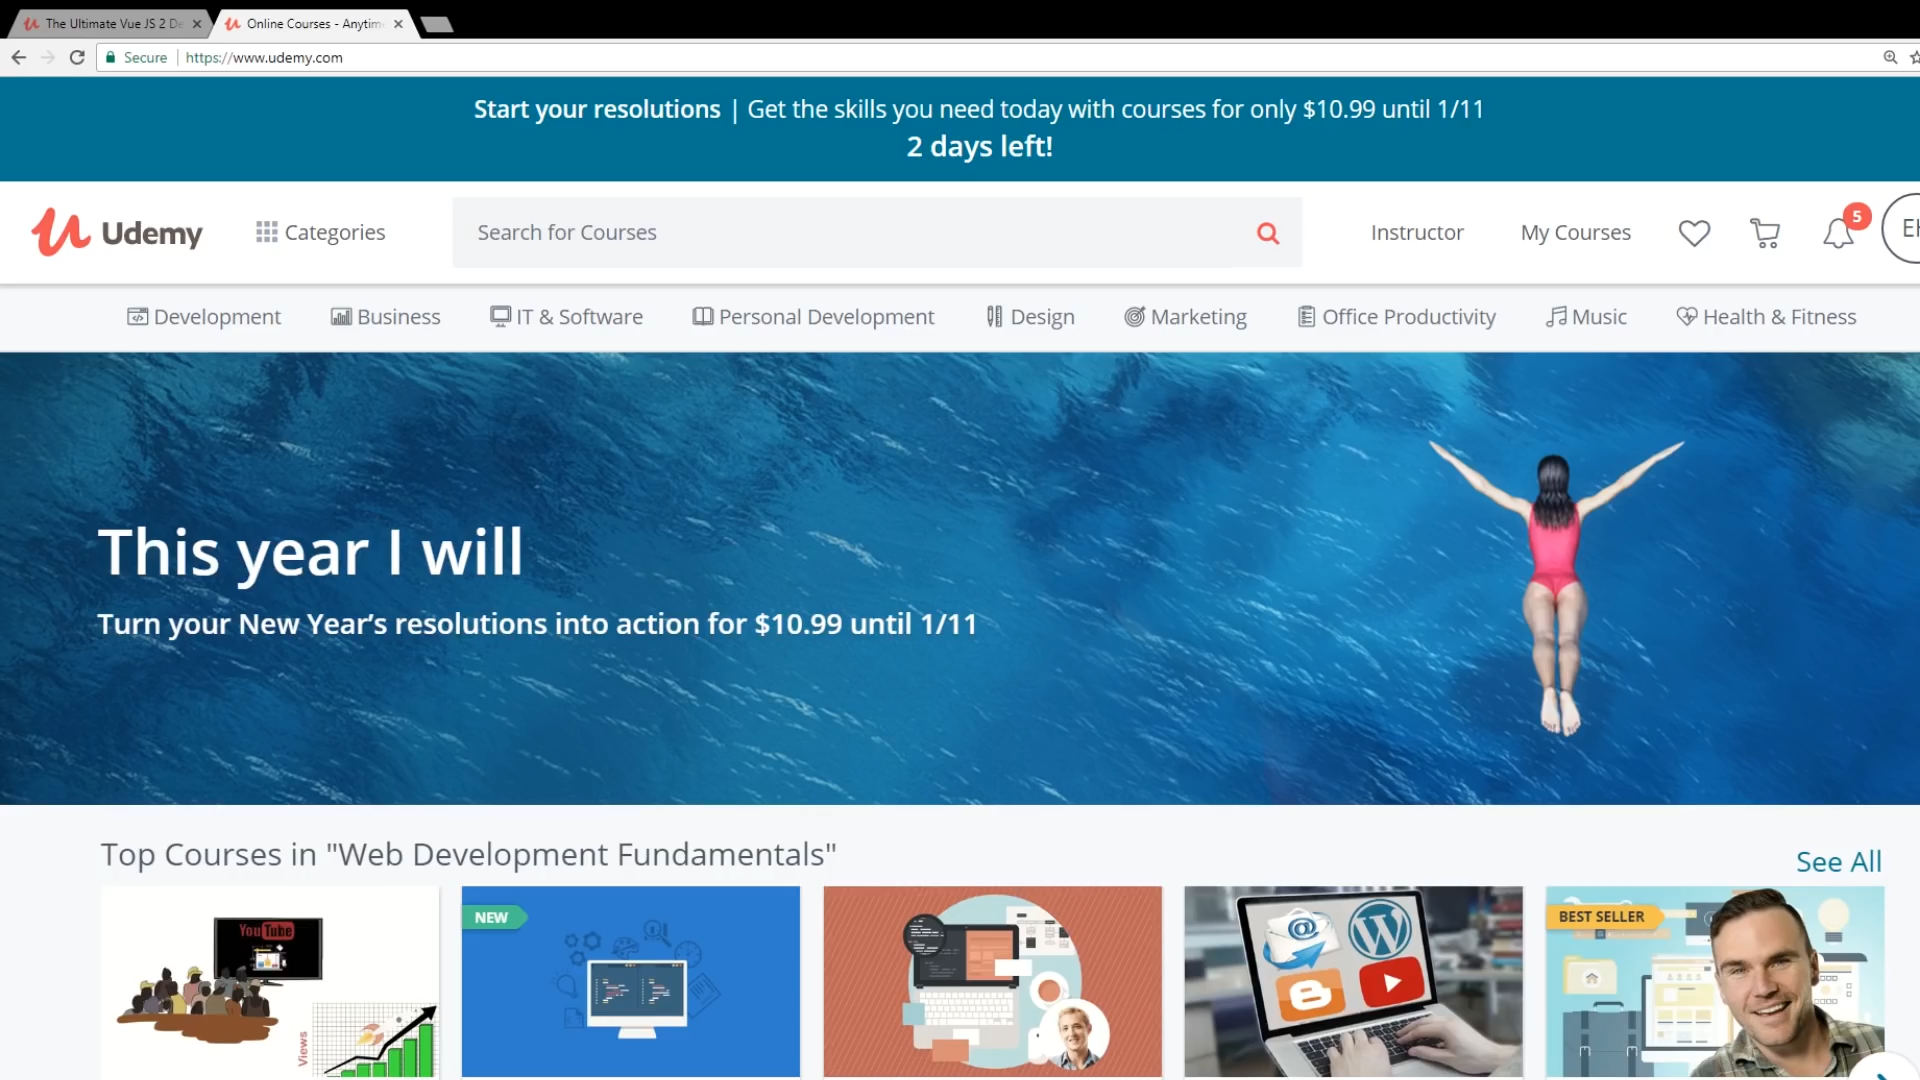 The Ultimate Vue JS 2 De
Online Courses - Anytim
Secure
https://www.udemy.com
Start your resolutions | Get the skills you need today with courses for only $10.99 until 1/11
2 days left!
Udemy
Categories
Search for Courses
Instructor
My Courses
5
Development
Business
IT & Software
Personal Development
Design
Marketing
Office Productivity
Music
Health & Fitness
This year I will
Turn your New Year's resolutions into action for $10.99 until 1/11
Top Courses in "Web Development Fundamentals"
See All
YouTube
Views
NEW
BEST SELLER